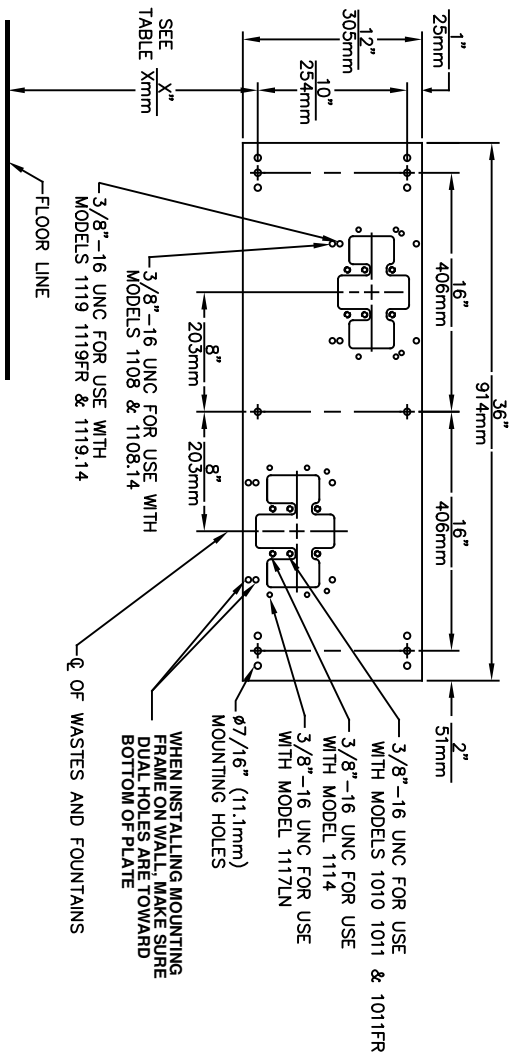 1"
25mm
12"
305mm
10"
254mm
X"
Xmm
SEE
TABLE
FLOOR LINE
36"
914mm
16"
406mm
16"
406mm
2"
51mm
8"
203mm
8"
203mm
3/8"-16 UNC FOR USE WITH
MODELS 1108 & 1108.14
3/8"-16 UNC FOR USE WITH
MODELS 1119 1119FR & 1119.14
3/8"-16 UNC FOR USE
WITH MODELS 1010 1011 & 1011FR
3/8"-16 UNC FOR USE
WITH MODEL 1114
3/8"-16 UNC FOR USE
WITH MODEL 1117LN
ø7/16" (11.1mm)
MOUNTING HOLES
WHEN INSTALLING MOUNTING
FRAME ON WALL, MAKE SURE
DUAL HOLES ARE TOWARD
BOTTOM OF PLATE
℄ OF WASTES AND FOUNTAINS